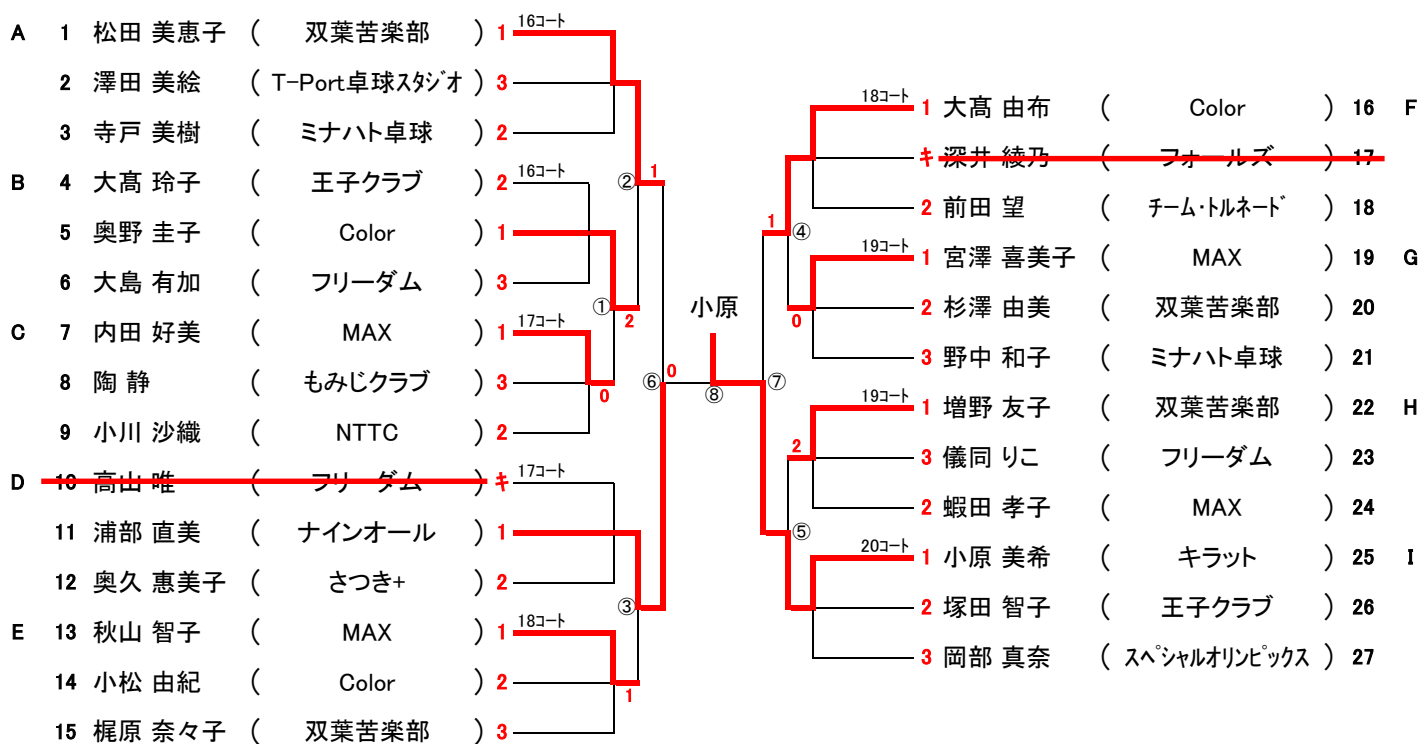 A 1 松田 美恵子 ( 双葉苦楽部 ) 1 16コート
2 澤田 美絵 ( T-Port卓球スタジオ ) 3
3 寺戸 美樹 ( ミナハト卓球 ) 2
B 4 大髙 玲子 ( 王子クラブ ) 2 16コート ② 1
5 奥野 圭子 ( Color ) 1
6 大島 有加 ( フリーダム ) 3
① 2
C 7 内田 好美 ( MAX ) 1 17コート
8 陶 静 ( もみじクラブ ) 3
0
9 小川 沙織 ( NTTC ) 2
D 10 高山 唯 ( フリーダム ) キ 17コート
11 浦部 直美 ( ナインオール ) 1
12 奥久 惠美子 ( さつき+ ) 2
③
E 13 秋山 智子 ( MAX ) 1 18コート
14 小松 由紀 ( Color ) 2
1
15 梶原 奈々子 ( 双葉苦楽部 ) 3
小原
⑥ 0 ⑧ ⑦
18コート 1 大髙 由布 ( Color ) 16 F
キ 深井 綾乃 ( フォールズ ) 17
2 前田 望 ( チーム・トルネード ) 18
1 ④
19コート 1 宮澤 喜美子 ( MAX ) 19 G
2 杉澤 由美 ( 双葉苦楽部 ) 20
0
3 野中 和子 ( ミナハト卓球 ) 21
19コート 1 増野 友子 ( 双葉苦楽部 ) 22 H
2
3 儀同 りこ ( フリーダム ) 23
2 蝦田 孝子 ( MAX ) 24
⑤
20コート 1 小原 美希 ( キラット ) 25 I
2 塚田 智子 ( 王子クラブ ) 26
3 岡部 真奈 ( スペシャルオリンピックス ) 27